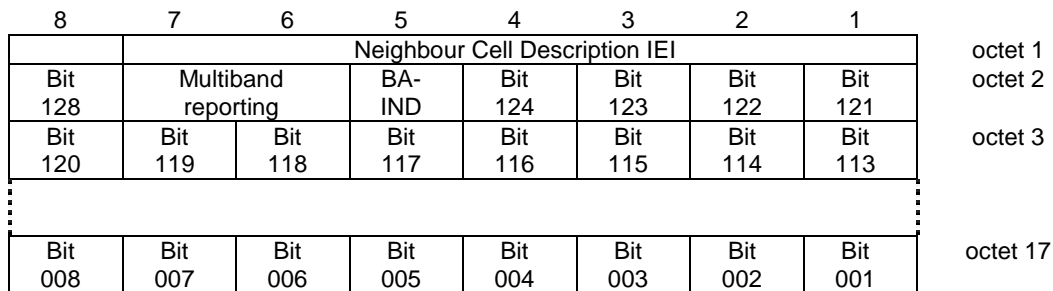 8 7 6 5 4 3 2 1
Neighbour Cell Description IEI octet 1
Bit Multiband BA- Bit Bit Bit Bit octet 2
128 reporting IND 124 123 122 121
Bit Bit Bit Bit Bit Bit Bit Bit octet 3
120 119 118 117 116 115 114 113
Bit Bit Bit Bit Bit Bit Bit Bit octet 17
008 007 006 005 004 003 002 001